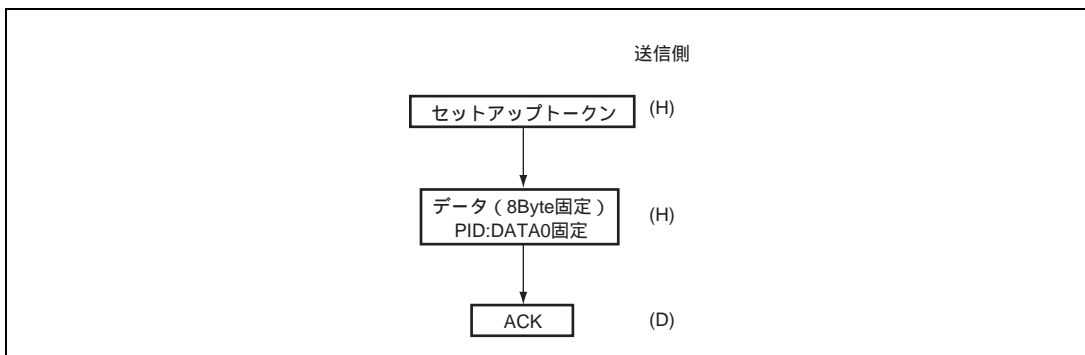 送信側
セットアップトークン (H)
データ（8Byte固定）
PID:DATA0固定 (H)
ACK (D)